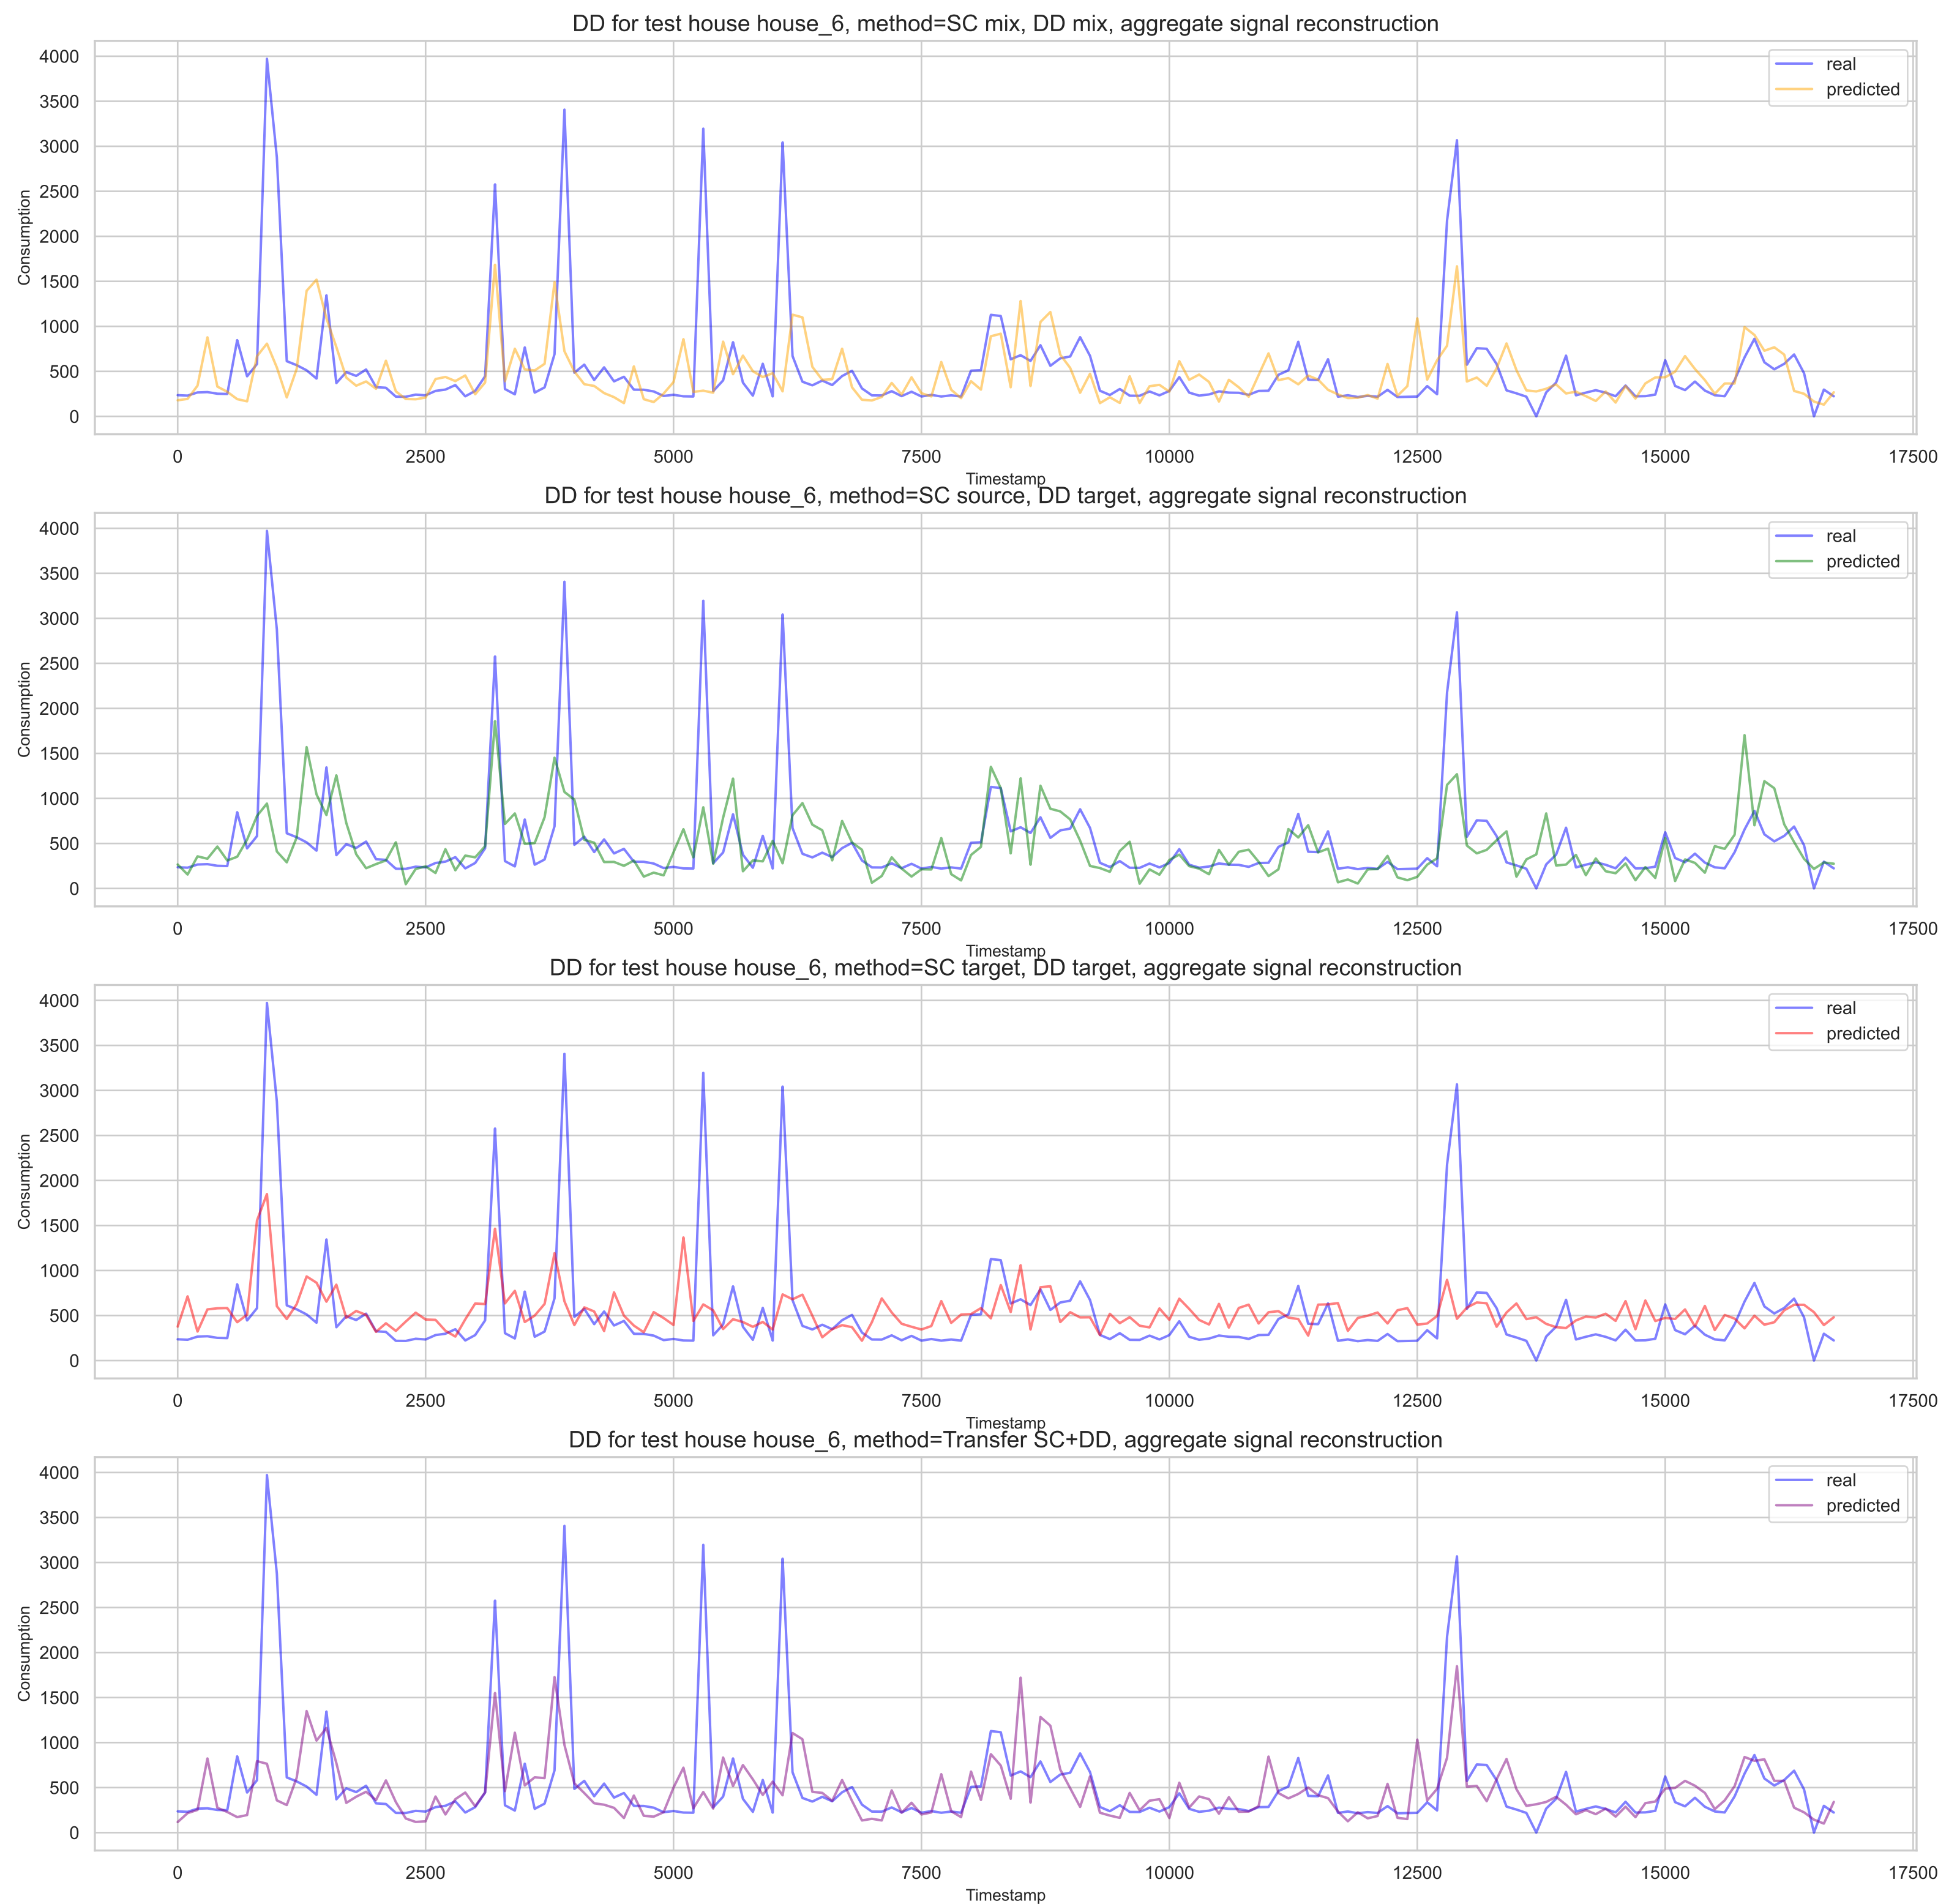 DD for test house house_6, method=SC mix, DD mix, aggregate signal reconstruction
4000
3500
3000
2500
2000
1500
1000
500
0
Consumption
real
predicted
0 2500 5000 7500 10000 12500 15000 17500
Timestamp
DD for test house house_6, method=SC source, DD target, aggregate signal reconstruction
4000
3500
3000
2500
2000
1500
1000
500
0
Consumption
real
predicted
0 2500 5000 7500 10000 12500 15000 17500
Timestamp
DD for test house house_6, method=SC target, DD target, aggregate signal reconstruction
4000
3500
3000
2500
2000
1500
1000
500
0
Consumption
real
predicted
0 2500 5000 7500 10000 12500 15000 17500
Timestamp
DD for test house house_6, method=Transfer SC+DD, aggregate signal reconstruction
4000
3500
3000
2500
2000
1500
1000
500
0
Consumption
real
predicted
0 2500 5000 7500 10000 12500 15000 17500
Timestamp